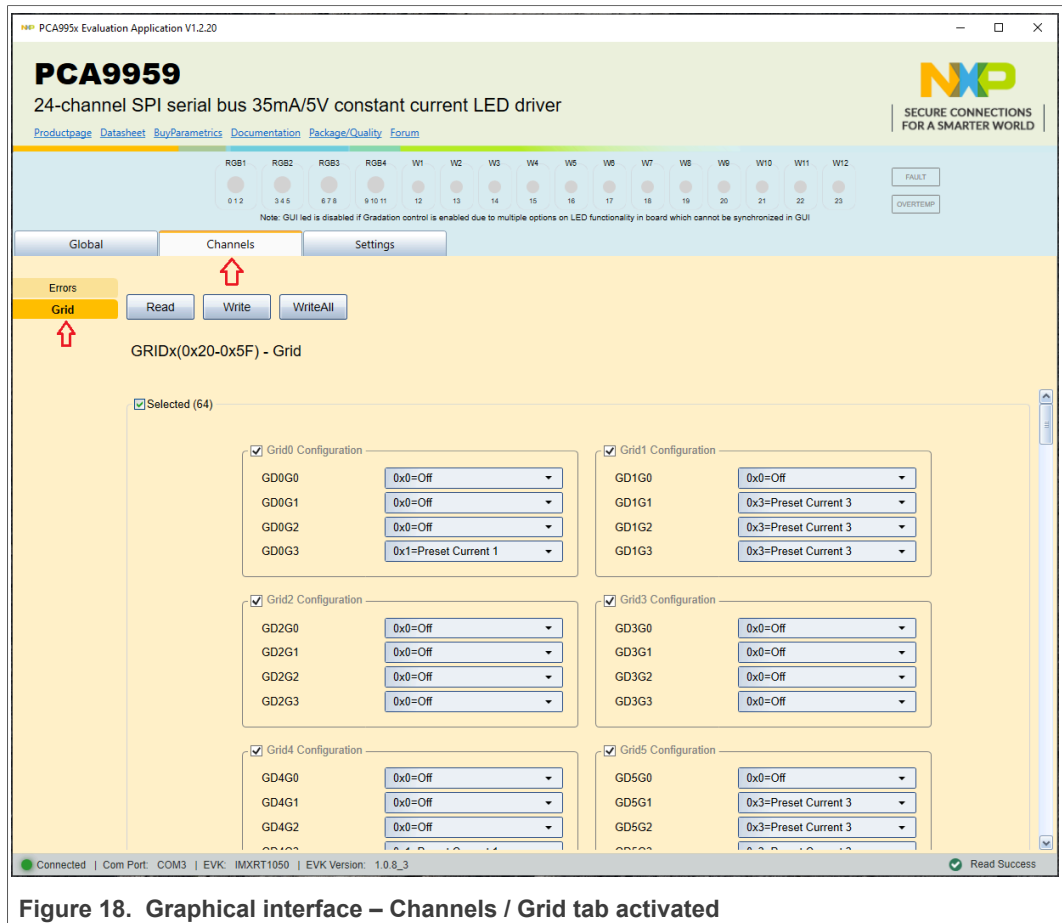 PCA995x Evaluation Application V1.2.20
PCA9959
24-channel SPI serial bus 35mA/5V constant current LED driver
Productpage Datasheet BuyParametrics Documentation Package/Quality Forum
NXP
SECURE CONNECTIONS
FOR A SMARTER WORLD
RGB1 RGB2 RGB3 RGB4 W1 W2 W3 W4 W5 W6 W7 W8 W9 W10 W11 W12
0 1 2 3 4 5 6 7 8 9 10 11 12 13 14 15 16 17 18 19 20 21 22 23
FAULT
OVERTEMP
Note: GUI led is disabled if Gradation control is enabled due to multiple options on LED functionality in board which cannot be synchronized in GUI
Global Channels Settings
Errors
Grid Read Write WriteAll
GRIDx(0x20-0x5F) - Grid
Selected (64)
Grid0 Configuration Grid1 Configuration
GD0G0 0x0=Off GD1G0 0x0=Off
GD0G1 0x0=Off GD1G1 0x3=Preset Current 3
GD0G2 0x0=Off GD1G2 0x3=Preset Current 3
GD0G3 0x1=Preset Current 1 GD1G3 0x3=Preset Current 3
Grid2 Configuration Grid3 Configuration
GD2G0 0x0=Off GD3G0 0x0=Off
GD2G1 0x0=Off GD3G1 0x0=Off
GD2G2 0x0=Off GD3G2 0x0=Off
GD2G3 0x0=Off GD3G3 0x0=Off
Grid4 Configuration Grid5 Configuration
GD4G0 0x0=Off GD5G0 0x0=Off
GD4G1 0x0=Off GD5G1 0x3=Preset Current 3
GD4G2 0x0=Off GD5G2 0x3=Preset Current 3
Connected | Com Port: COM3 | EVK: IMXRT1050 | EVK Version: 1.0.8_3 Read Success
Figure 18. Graphical interface – Channels / Grid tab activated